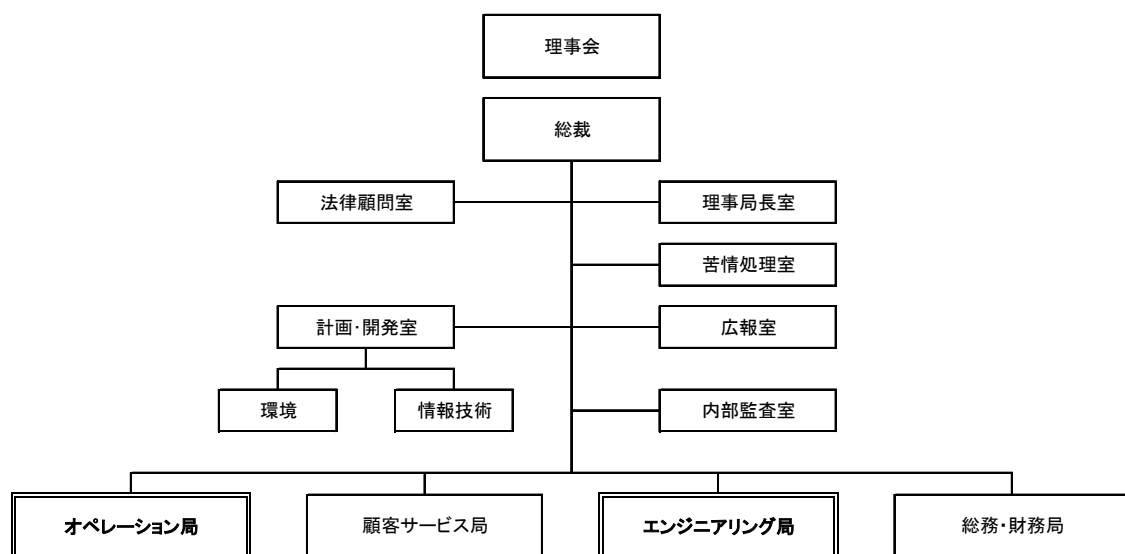 理事会
総裁
法律顧問室
理事局長室
苦情処理室
計画・開発室
広報室
環境
情報技術
内部監査室
オペレーション局
顧客サービス局
エンジニアリング局
総務・財務局